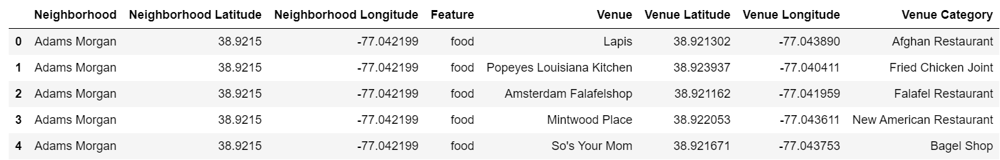 Neighborhood Neighborhood Latitude Neighborhood Longitude Feature Venue Venue Latitude Venue Longitude Venue Category
0 Adams Morgan 38.9215 -77.042199 food Lapis 38.921302 -77.043890 Afghan Restaurant
1 Adams Morgan 38.9215 -77.042199 food Popeyes Louisiana Kitchen 38.923937 -77.040411 Fried Chicken Joint
2 Adams Morgan 38.9215 -77.042199 food Amsterdam Falafelshop 38.921162 -77.041959 Falafel Restaurant
3 Adams Morgan 38.9215 -77.042199 food Mintwood Place 38.922053 -77.043611 New American Restaurant
4 Adams Morgan 38.9215 -77.042199 food So's Your Mom 38.921671 -77.043753 Bagel Shop